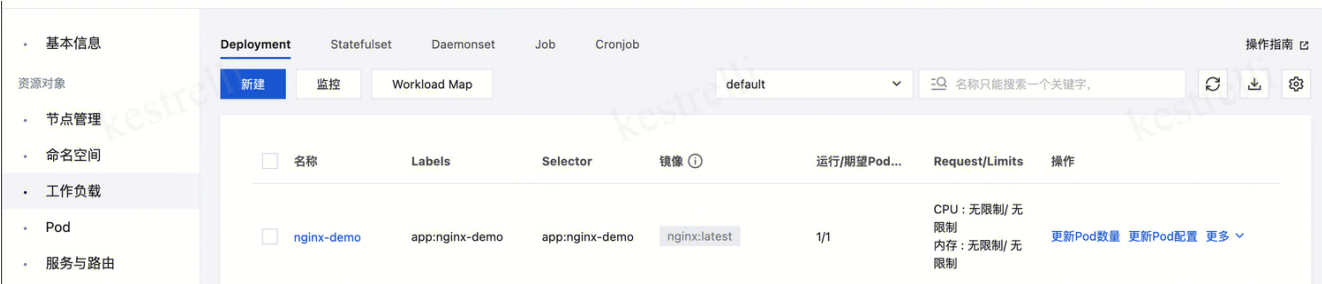 基本信息
资源对象
节点管理
命名空间
工作负载
Pod
服务与路由
Deployment Statefulset Daemonset Job Cronjob 操作指南
新建 监控 Workload Map default 名称只能搜索一个关键字,
名称 Labels Selector 镜像 运行/期望Pod... Request/Limits 操作
nginx-demo app:nginx-demo app:nginx-demo nginx:latest 1/1
CPU : 无限制/ 无
限制
内存 : 无限制/ 无
限制
更新Pod数量 更新Pod配置 更多
kestrelli
kestrelli
kestrelli